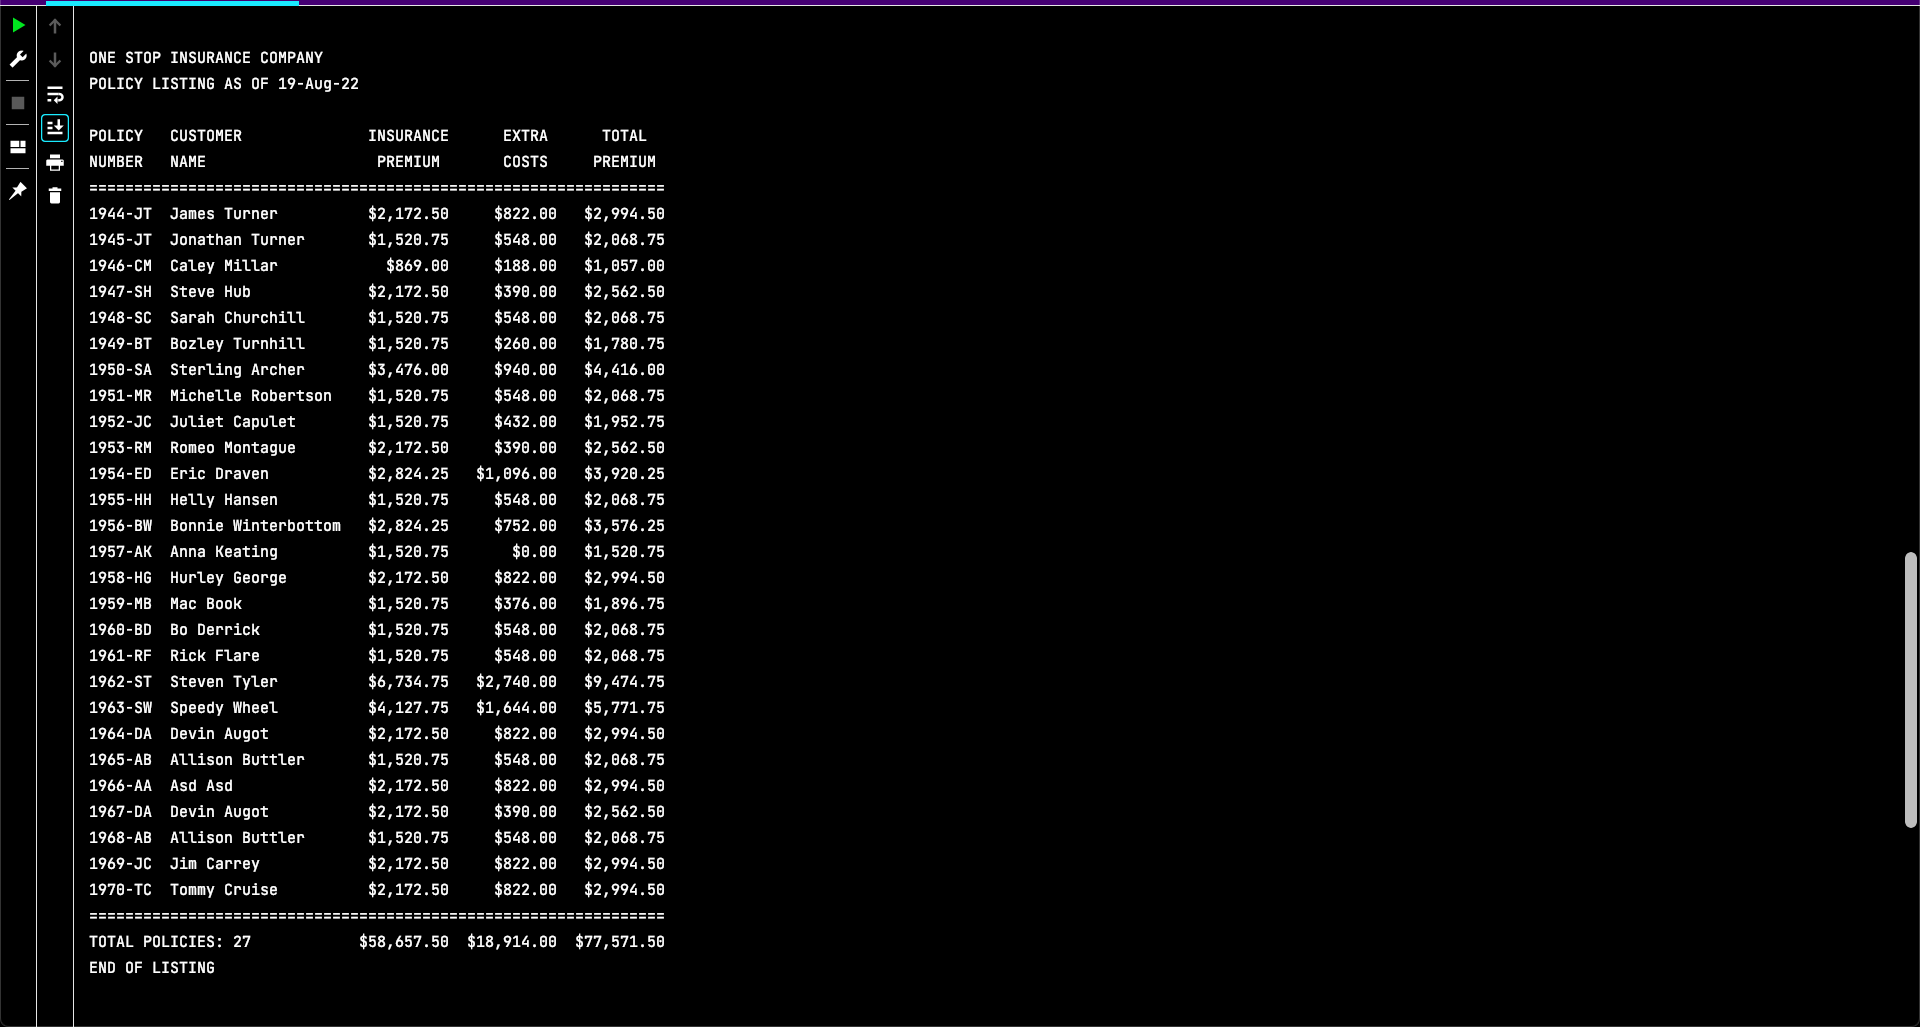 ONE STOP INSURANCE COMPANY
POLICY LISTING AS OF 19-Aug-22
POLICY   CUSTOMER              INSURANCE      EXTRA      TOTAL
NUMBER   NAME                   PREMIUM       COSTS     PREMIUM
================================================================
1944-JT  James Turner          $2,172.50     $822.00   $2,994.50
1945-JT  Jonathan Turner       $1,520.75     $548.00   $2,068.75
1946-CM  Caley Millar            $869.00     $188.00   $1,057.00
1947-SH  Steve Hub             $2,172.50     $390.00   $2,562.50
1948-SC  Sarah Churchill       $1,520.75     $548.00   $2,068.75
1949-BT  Bozley Turnhill       $1,520.75     $260.00   $1,780.75
1950-SA  Sterling Archer       $3,476.00     $940.00   $4,416.00
1951-MR  Michelle Robertson    $1,520.75     $548.00   $2,068.75
1952-JC  Juliet Capulet        $1,520.75     $432.00   $1,952.75
1953-RM  Romeo Montague        $2,172.50     $390.00   $2,562.50
1954-ED  Eric Draven           $2,824.25   $1,096.00   $3,920.25
1955-HH  Helly Hansen          $1,520.75     $548.00   $2,068.75
1956-BW  Bonnie Winterbottom   $2,824.25     $752.00   $3,576.25
1957-AK  Anna Keating          $1,520.75       $0.00   $1,520.75
1958-HG  Hurley George         $2,172.50     $822.00   $2,994.50
1959-MB  Mac Book              $1,520.75     $376.00   $1,896.75
1960-BD  Bo Derrick            $1,520.75     $548.00   $2,068.75
1961-RF  Rick Flare            $1,520.75     $548.00   $2,068.75
1962-ST  Steven Tyler          $6,734.75   $2,740.00   $9,474.75
1963-SW  Speedy Wheel          $4,127.75   $1,644.00   $5,771.75
1964-DA  Devin Augot           $2,172.50     $822.00   $2,994.50
1965-AB  Allison Buttler       $1,520.75     $548.00   $2,068.75
1966-AA  Asd Asd               $2,172.50     $822.00   $2,994.50
1967-DA  Devin Augot           $2,172.50     $390.00   $2,562.50
1968-AB  Allison Buttler       $1,520.75     $548.00   $2,068.75
1969-JC  Jim Carrey            $2,172.50     $822.00   $2,994.50
1970-TC  Tommy Cruise          $2,172.50     $822.00   $2,994.50
================================================================
TOTAL POLICIES: 27            $58,657.50  $18,914.00  $77,571.50
END OF LISTING